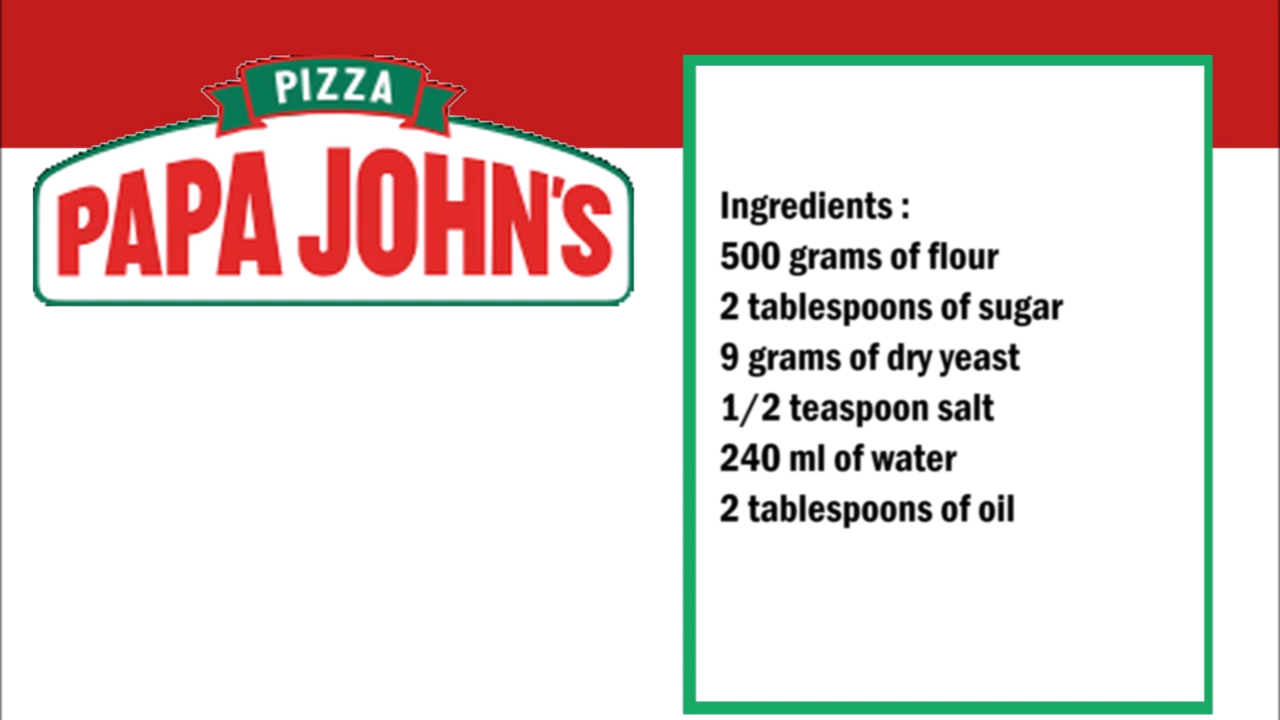 PIZZA
PAPA JOHN'S
Ingredients :
500 grams of flour
2 tablespoons of sugar
9 grams of dry yeast
1/2 teaspoon salt
240 ml of water
2 tablespoons of oil